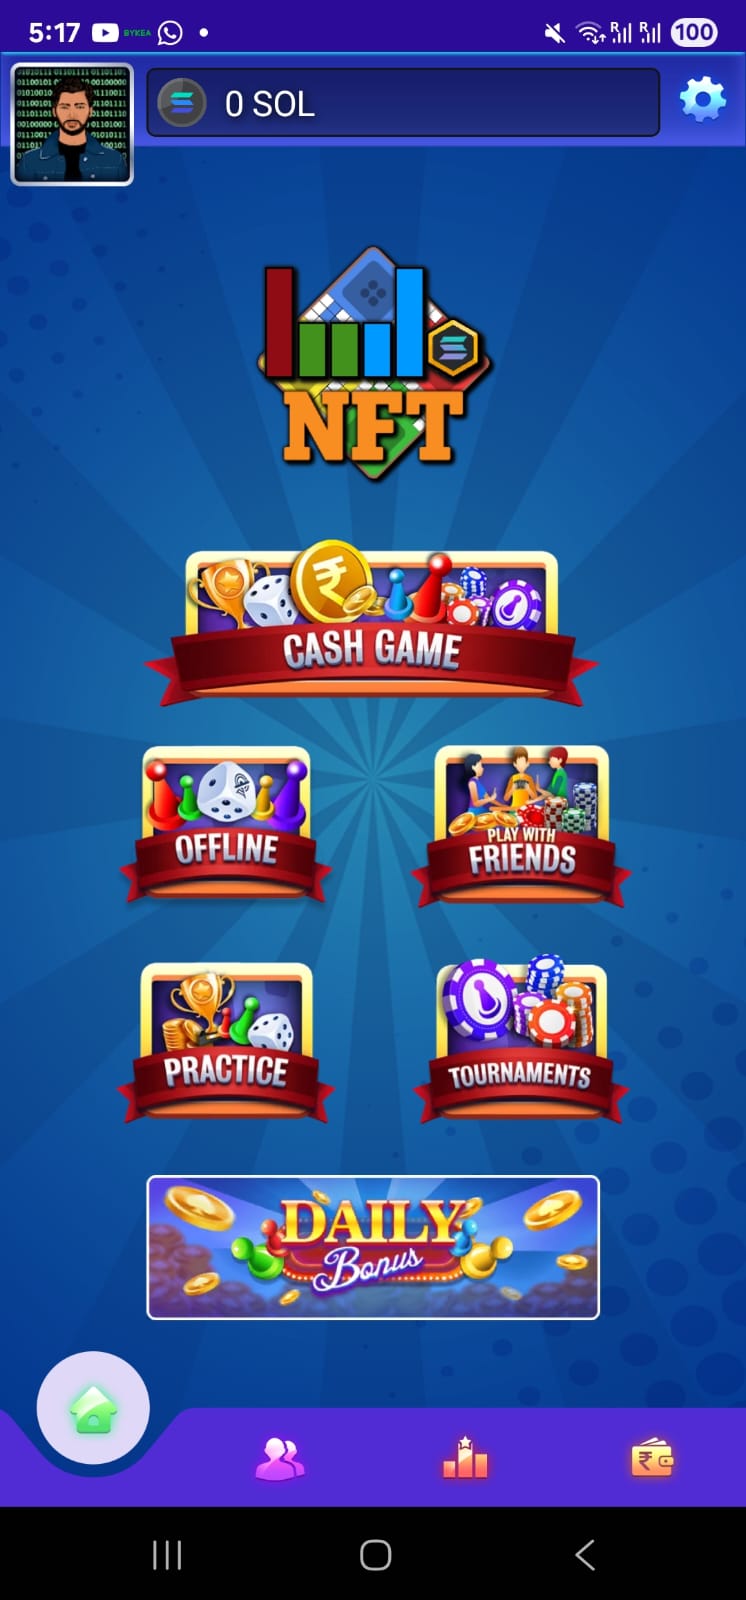 5:17 BYKEA R R 100
0 SOL
NFT
₹
CASH GAME
OFFLINE
PLAY WITH
FRIENDS
PRACTICE
TOURNAMENTS
DAILY
Bonus
₹